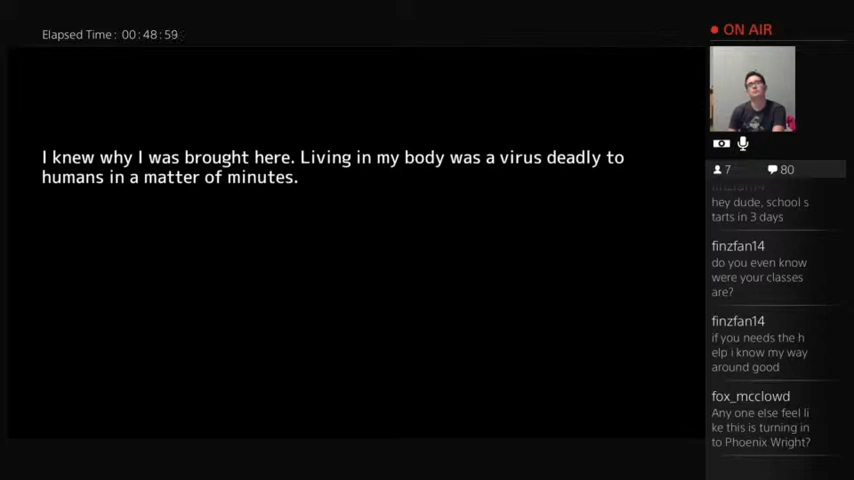 Elapsed Time: 00:48:59
ON AIR
I knew why I was brought here. Living in my body was a virus deadly to
humans in a matter of minutes.
7 80
finzfan14
hey dude, school s
tarts in 3 days
finzfan14
do you even know
were your classes
are?
finzfan14
if you needs the h
elp i know my way
around good
fox_mcclowd
Any one else feel li
ke this is turning in
to Phoenix Wright?